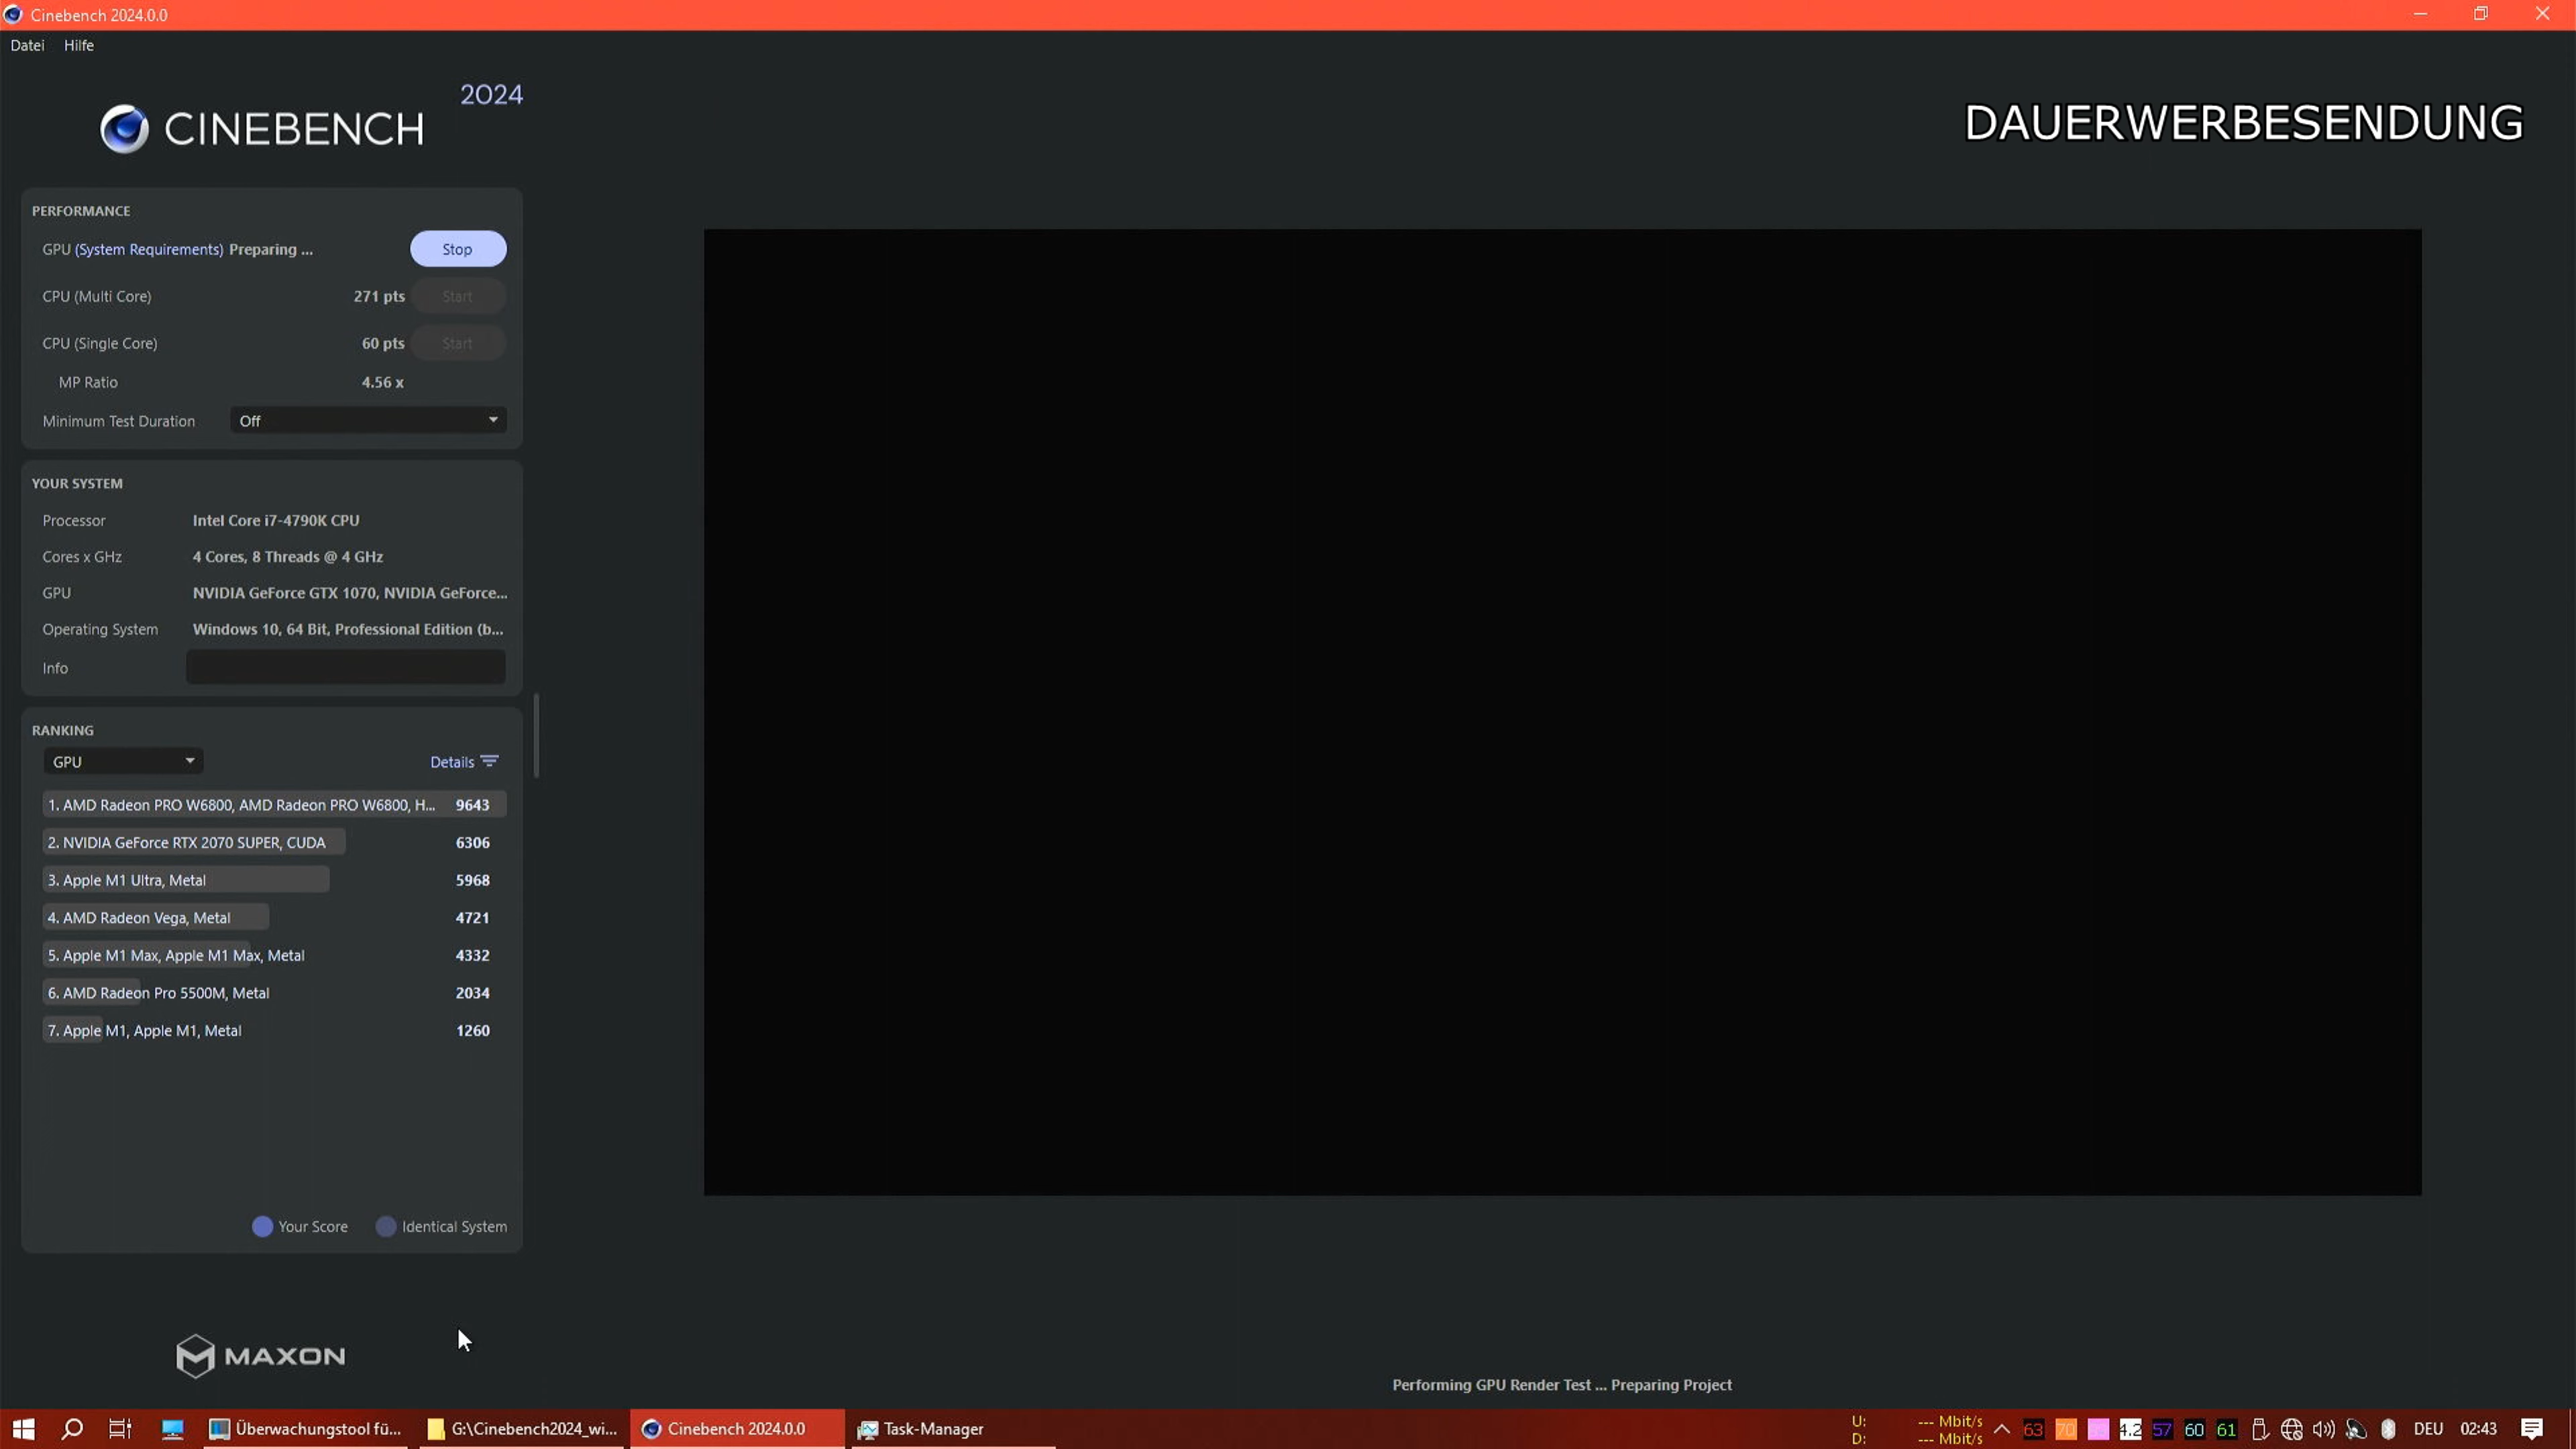 Cinebench 2024.0.0
Datei Hilfe
2024
CINEBENCH
DAUERWERBESENDUNG
PERFORMANCE
GPU (System Requirements) Preparing ... Stop
CPU (Multi Core) 271 pts Start
CPU (Single Core) 60 pts Start
MP Ratio 4.56 x
Minimum Test Duration Off
YOUR SYSTEM
Processor Intel Core i7-4790K CPU
Cores x GHz 4 Cores, 8 Threads @ 4 GHz
GPU NVIDIA GeForce GTX 1070, NVIDIA GeForce...
Operating System Windows 10, 64 Bit, Professional Edition (b...
Info
RANKING
GPU Details
1. AMD Radeon PRO W6800, AMD Radeon PRO W6800, H... 9643
2. NVIDIA GeForce RTX 2070 SUPER, CUDA 6306
3. Apple M1 Ultra, Metal 5968
4. AMD Radeon Vega, Metal 4721
5. Apple M1 Max, Apple M1 Max, Metal 4332
6. AMD Radeon Pro 5500M, Metal 2034
7. Apple M1, Apple M1, Metal 1260
Your Score Identical System
MAXON
Performing GPU Render Test ... Preparing Project
Überwachungstool fü... G:\Cinebench2024_wi... Cinebench 2024.0.0 Task-Manager
U: --- Mbit/s
D: --- Mbit/s
63 70 4.2 57 60 61 DEU 02:43